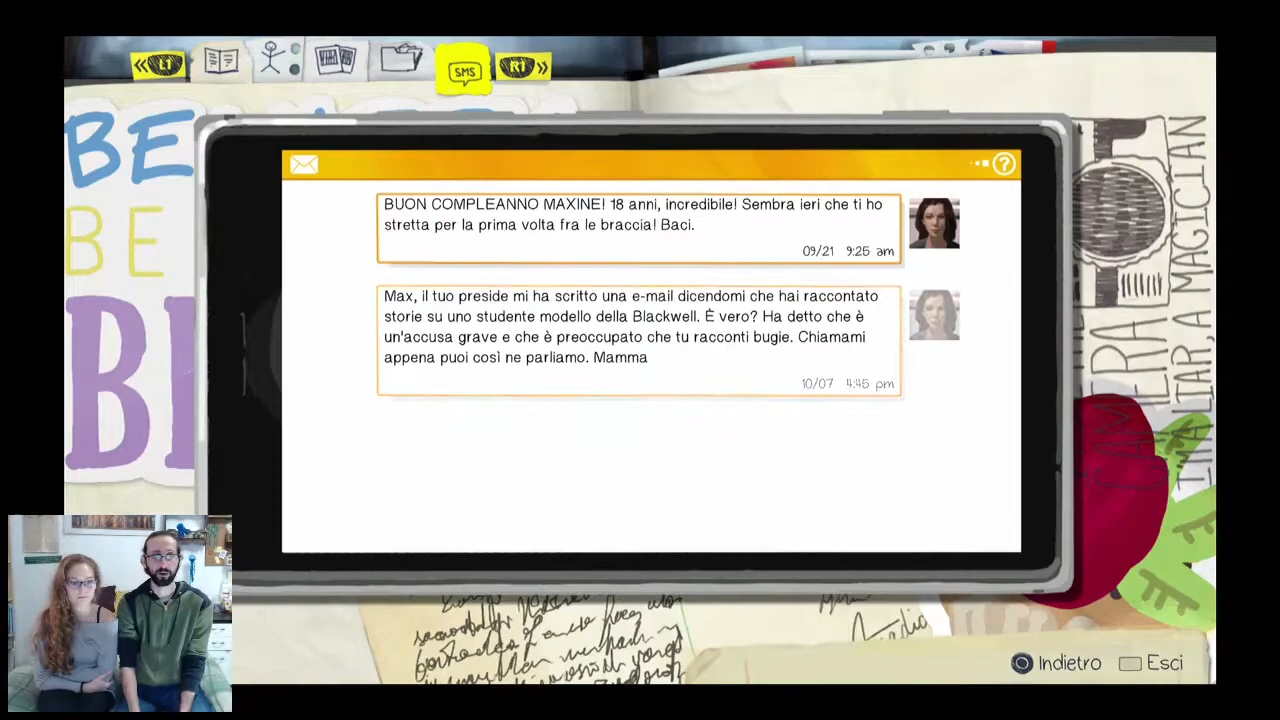 SMS
R1
BE
BE
BUON COMPLEANNO MAXINE! 18 anni, incredibile! Sembra ieri che ti ho
stretta per la prima volta fra le braccia! Baci.
09/21 9:25 am
Max, il tuo preside mi ha scritto una e-mail dicendomi che hai raccontato
storie su uno studente modello della Blackwell. È vero? Ha detto che è
un'accusa grave e che è preoccupato che tu racconti bugie. Chiamami
appena puoi così ne parliamo. Mamma
10/07 4:45 pm
MAGICIAN
Indietro
Esci